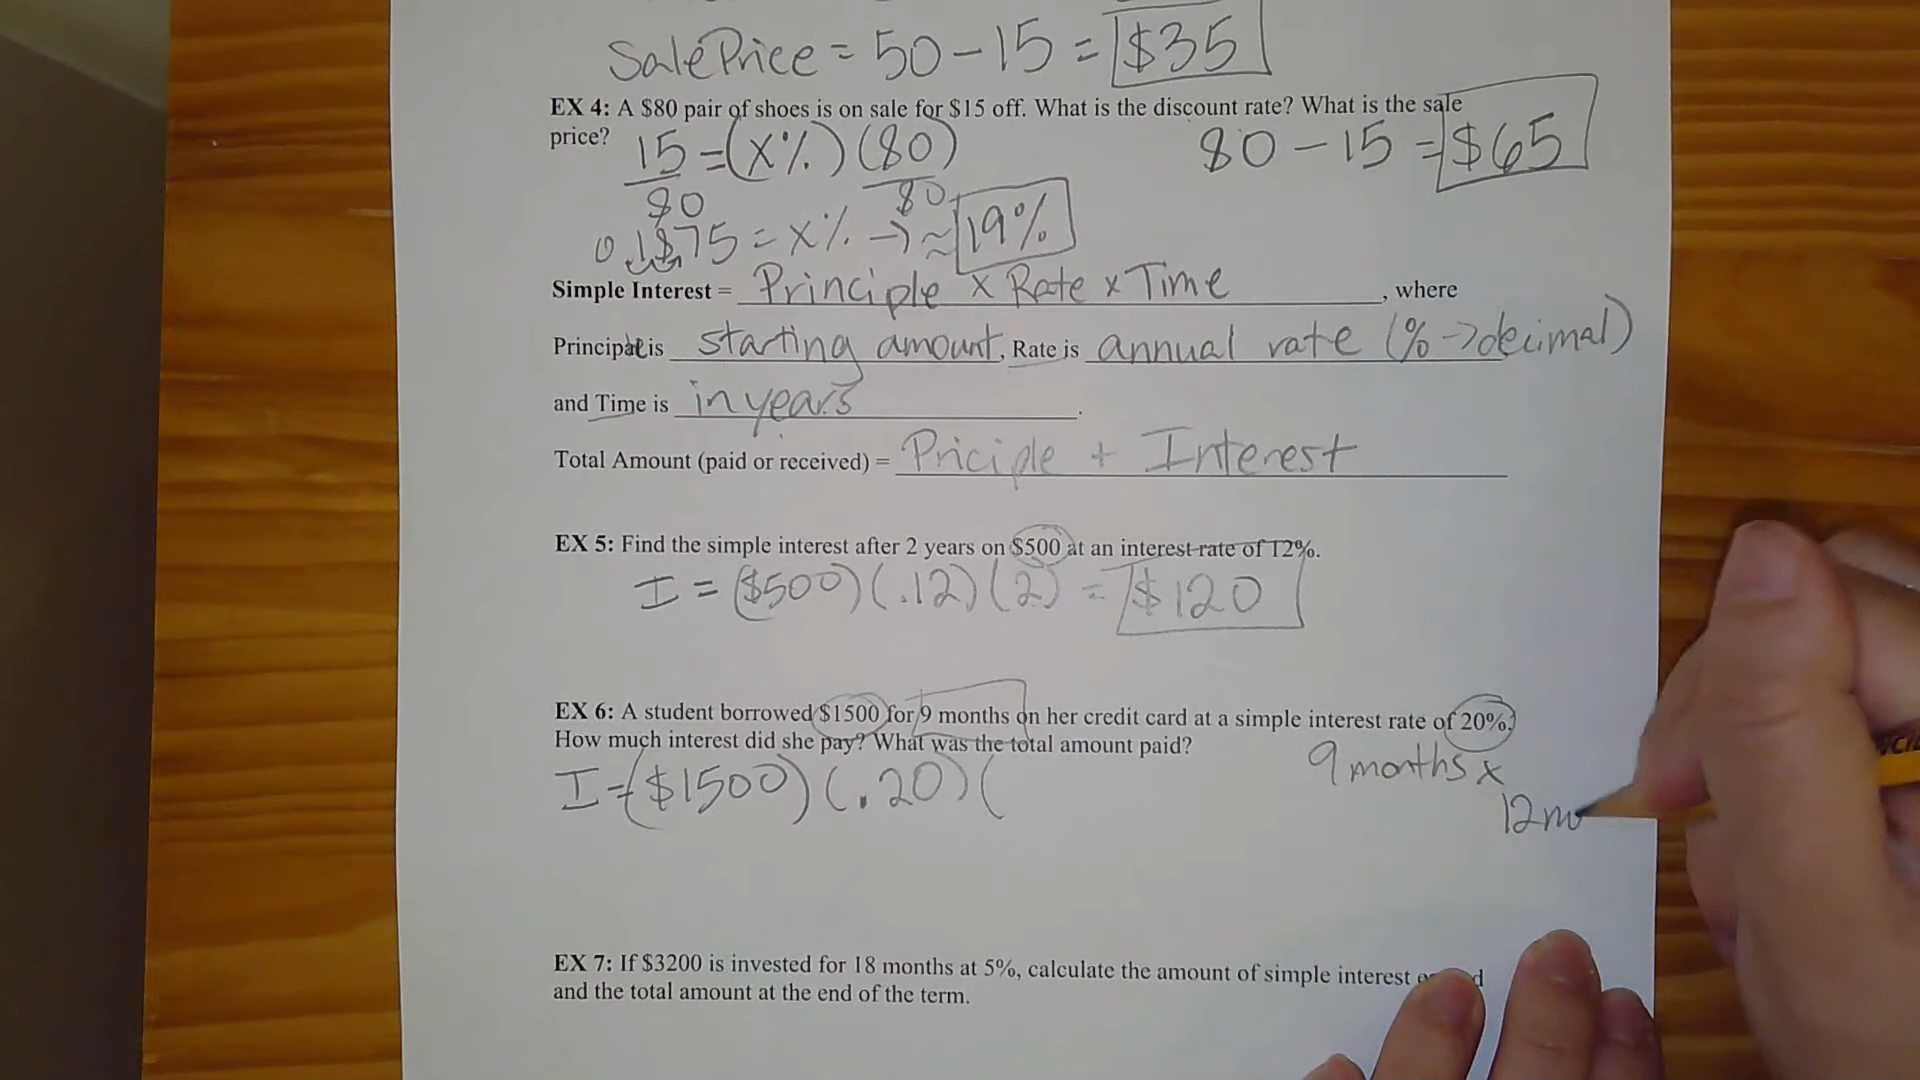 Sale Price = 50 - 15 = $35
EX 4: A $80 pair of shoes is on sale for $15 off. What is the discount rate? What is the sale
price?
15 = (x%) (80)
80 80
80 - 15 = $65
0.1875 = x% → ≈ 19%
Simple Interest = Principle x Rate x Time, where
Principle is starting amount, Rate is annual rate (% → decimal)
and Time is in years.
Total Amount (paid or received) = Priciple + Interest
EX 5: Find the simple interest after 2 years on $500 at an interest rate of 12%.
I = ($500)(.12)(2) = $120
EX 6: A student borrowed $1500 for 9 months on her credit card at a simple interest rate of 20%.
How much interest did she pay? What was the total amount paid?
I = ($1500)(.20)(
9 months x
12 mo
EX 7: If $3200 is invested for 18 months at 5%, calculate the amount of simple interest
and the total amount at the end of the term.